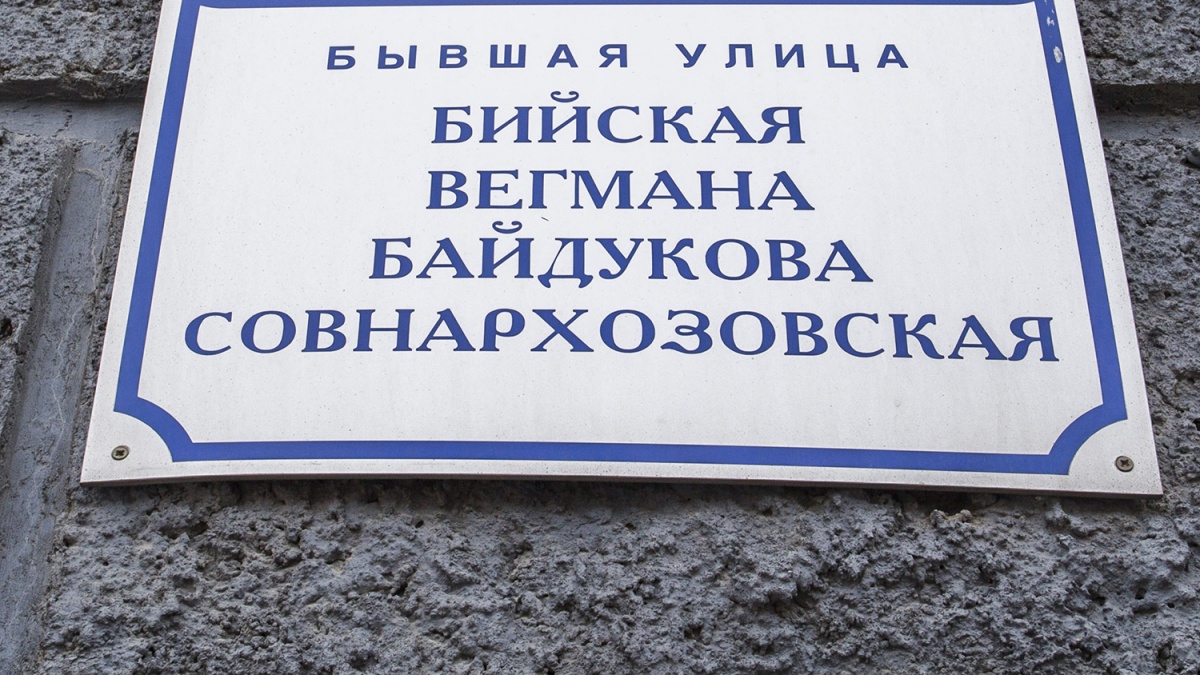 БЫВШАЯ УЛИЦА
БИЙСКАЯ
ВЕГМАНА
БАЙДУКОВА
СОВНАРХОЗОВСКАЯ